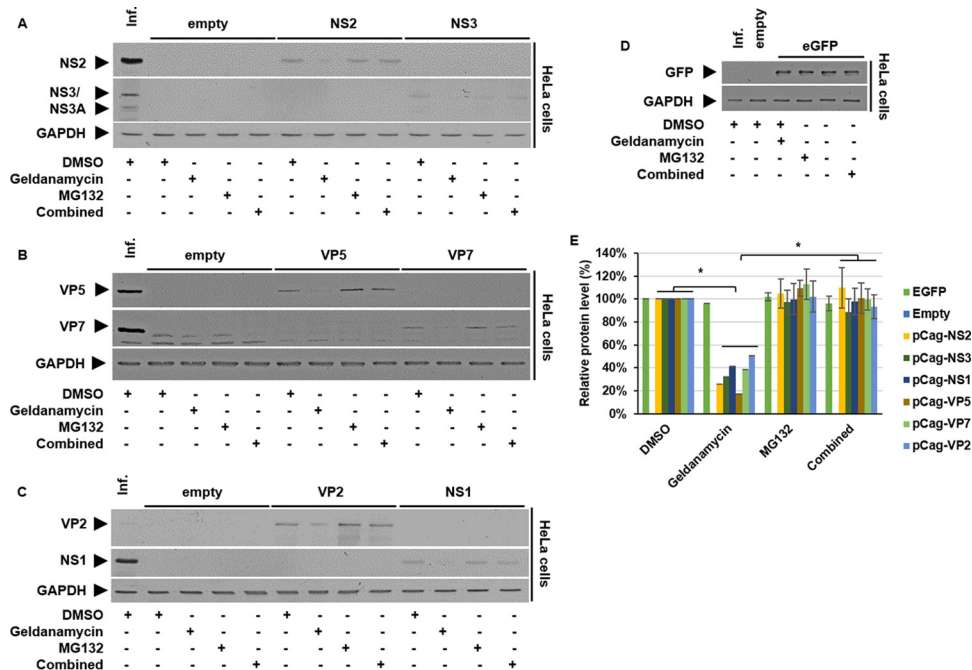 A
Inf.
empty NS2 NS3
NS2
NS3/
NS3A
GAPDH
HeLa cells
DMSO + + - - - + - - - + - - -
Geldanamycin - - + - - - + - - - + - -
MG132 - - - + - - - + - - - + -
Combined - - - - + - - - + - - - +
B
Inf.
empty VP5 VP7
VP5
VP7
GAPDH
HeLa cells
DMSO + + - - - + - - - + - - -
Geldanamycin - - + - - - + - - - + - -
MG132 - - - + - - - + - - - + -
Combined - - - - + - - - + - - - +
C
Inf.
empty VP2 NS1
VP2
NS1
GAPDH
HeLa cells
DMSO + + - - - + - - - + - - -
Geldanamycin - - + - - - + - - - + - -
MG132 - - - + - - - + - - - + -
Combined - - - - + - - - + - - - +
D
Inf.
empty
eGFP
GFP
GAPDH
HeLa cells
DMSO + + + - - -
Geldanamycin - - + - - -
MG132 - - - + - -
Combined - - - - - +
E
Relative protein level (%)
140%
120%
100%
80%
60%
40%
20%
0%
* *
DMSO
Geldanamycin
MG132
Combined
EGFP
Empty
pCag-NS2
pCag-NS3
pCag-NS1
pCag-VP5
pCag-VP7
pCag-VP2